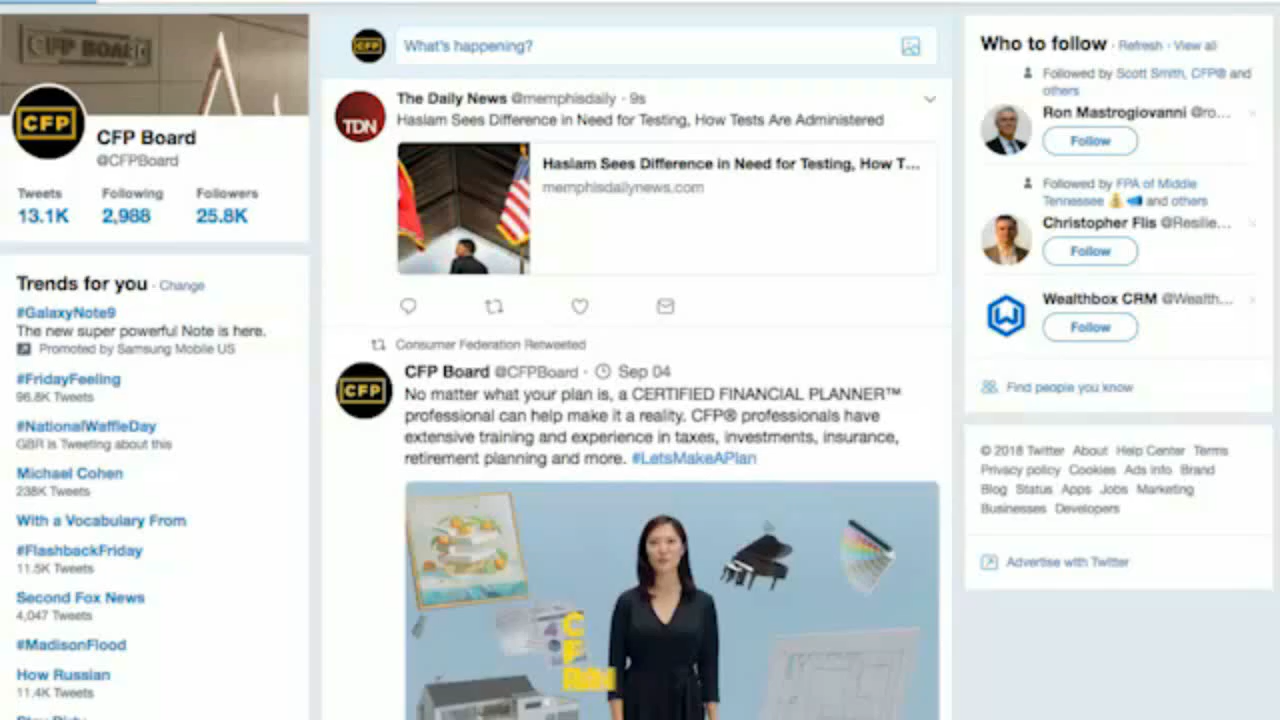 CFP BOARD
CFP
CFP Board
@CFPBoard
Tweets Following Followers
13.1K 2,988 25.8K
Trends for you · Change
#GalaxyNote9
The new super powerful Note is here.
Promoted by Samsung Mobile US
#FridayFeeling
96.8K Tweets
#NationalWaffleDay
GBR is Tweeting about this
Michael Cohen
238K Tweets
With a Vocabulary From
#FlashbackFriday
11.5K Tweets
Second Fox News
4,047 Tweets
#MadisonFlood
How Russian
11.4K Tweets
CFP
What's happening?
TDN
The Daily News @memphisdaily · 9s
Haslam Sees Difference in Need for Testing, How Tests Are Administered
Haslam Sees Difference in Need for Testing, How T...
memphisdailynews.com
Consumer Federation Retweeted
CFP
CFP Board @CFPBoard · Sep 04
No matter what your plan is, a CERTIFIED FINANCIAL PLANNER™
professional can help make it a reality. CFP® professionals have
extensive training and experience in taxes, investments, insurance,
retirement planning and more. #LetsMakeAPlan
Who to follow · Refresh · View all
Followed by Scott Smith, CFP® and
others
Ron Mastrogiovanni @ro...
Follow
Followed by FPA of Middle
Tennessee 💰 and others
Christopher Flis @Resilie...
Follow
Wealthbox CRM @Wealth...
Follow
Find people you know
© 2018 Twitter About Help Center Terms
Privacy policy Cookies Ads info Brand
Blog Status Apps Jobs Marketing
Businesses Developers
Advertise with Twitter